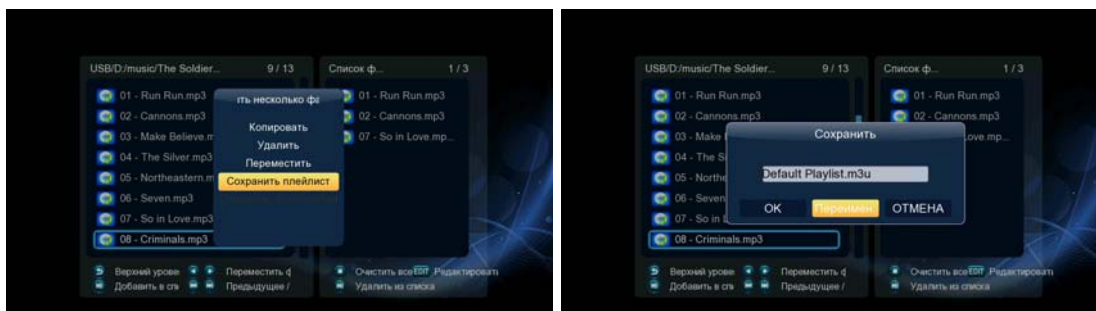 USB/D:/music/The Soldier... 9 / 13 Список ф... 1 / 3
01 - Run Run.mp3
02 - Cannons.mp3
03 - Make Believe.m
04 - The Silver.mp3
05 - Northeastern.m
06 - Seven.mp3
07 - So in Love.mp3
08 - Criminals.mp3
ть несколько фа
Копировать
Удалить
Переместить
Сохранить плейлист
01 - Run Run.mp3
02 - Cannons.mp3
07 - So in Love.mp...
Верхний уровен Переместить ф Очистить все EDIT Редактировать
Добавить в спи Предыдущее / Удалить из списка
USB/D:/music/The Soldier... 9 / 13 Список ф... 1 / 3
01 - Run Run.mp3
02 - Cannons.mp3
03 - Make
04 - The S
05 - Northe
06 - Seven
07 - So in L
08 - Criminals.mp3
01 - Run Run.mp3
02 - Cannons.mp3
ove.mp...
Сохранить
Default Playlist.m3u
OK Переимен ОТМЕНА
Верхний уровен Переместить ф Очистить все EDIT Редактировать
Добавить в спи Предыдущее / Удалить из списка